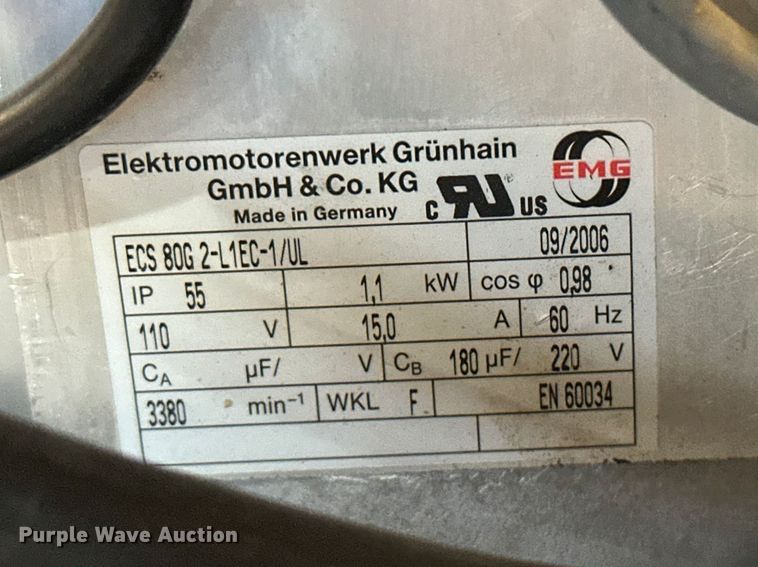 Elektromotorenwerk Grünhain
GmbH & Co. KG
Made in Germany
C RU ® US
EMG
ECS 80G 2-L1EC-1/UL 09/2006
IP 55 1,1 kW cos φ 0,98
110 V 15,0 A 60 Hz
CA µF/ V CB 180 µF/ 220 V
3380 min-1 WKL F EN 60034
Purple Wave Auction